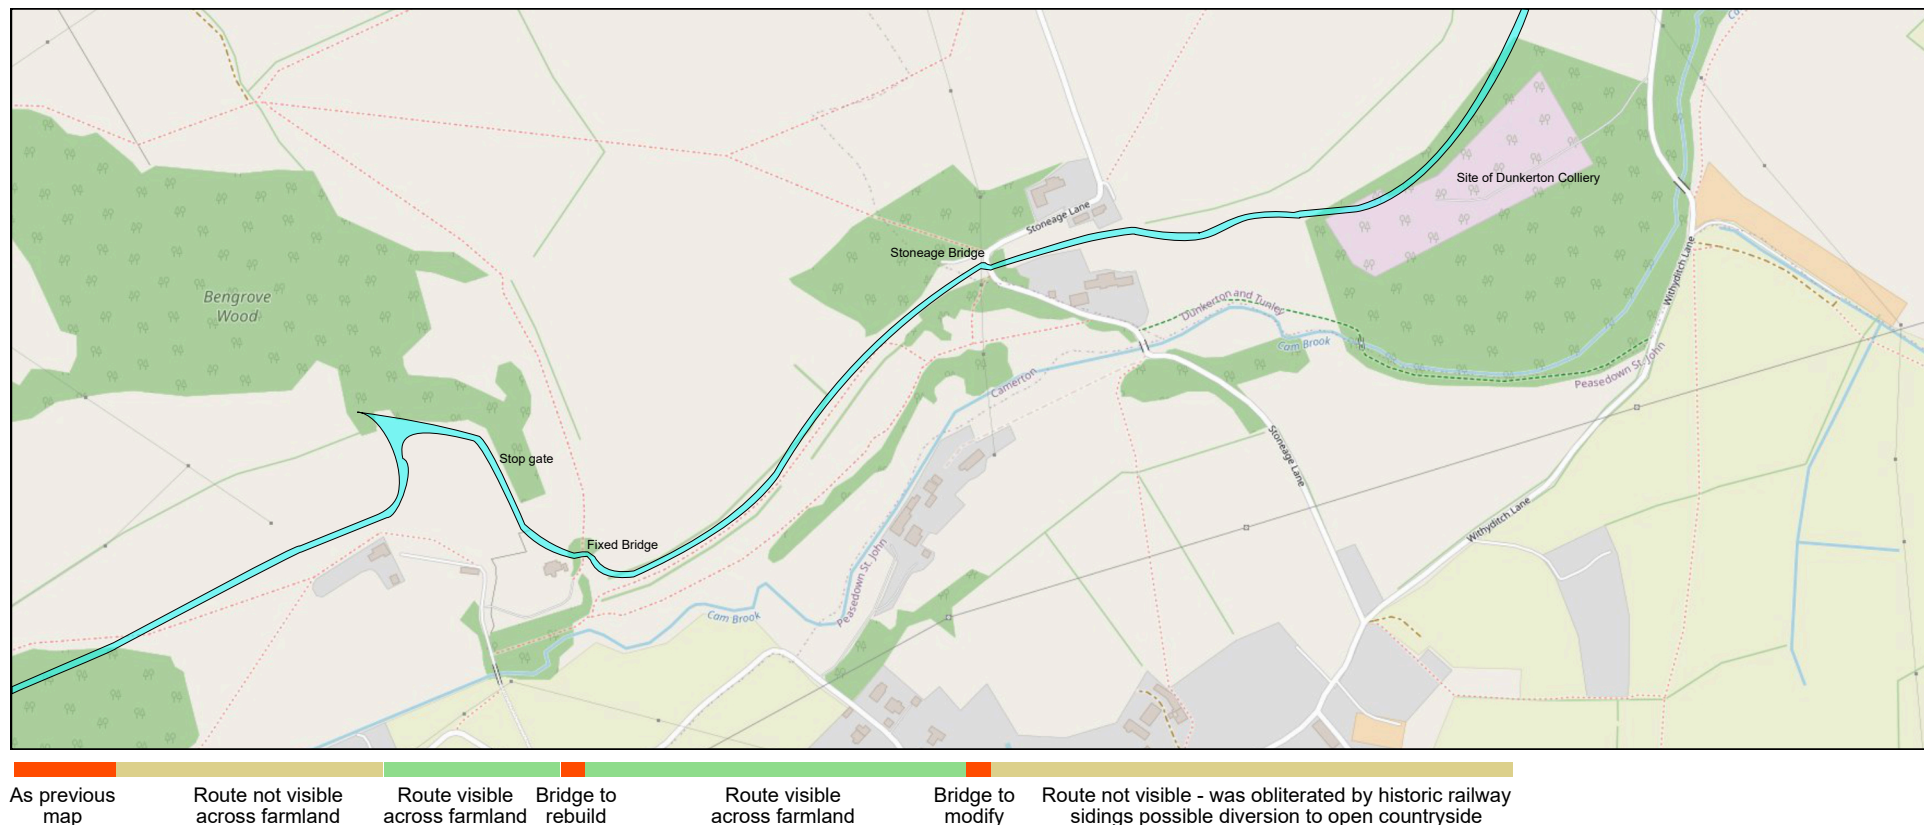 Site of Dunkerton Colliery
Stoneage Lane
Stoneage Bridge
Withyditch Lane
Bengrove
Wood
Dunkerton and Tunley
Cam Brook
Peasedown St. John
Camerton
Stop gate
Stoneage Lane
Withyditch Lane
Fixed Bridge
Peasedown St. John
Cam Brook
As previous
map
Route not visible
across farmland
Route visible
across farmland
Bridge to
rebuild
Route visible
across farmland
Bridge to
modify
Route not visible - was obliterated by historic railway
sidings possible diversion to open countryside